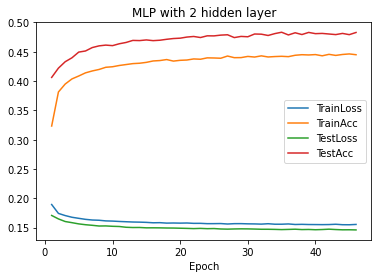 MLP with 2 hidden layer
0.50
0.45
0.40
0.35
0.30
0.25
0.20
0.15
TrainLoss
TrainAcc
TestLoss
TestAcc
0 10 20 30 40
Epoch